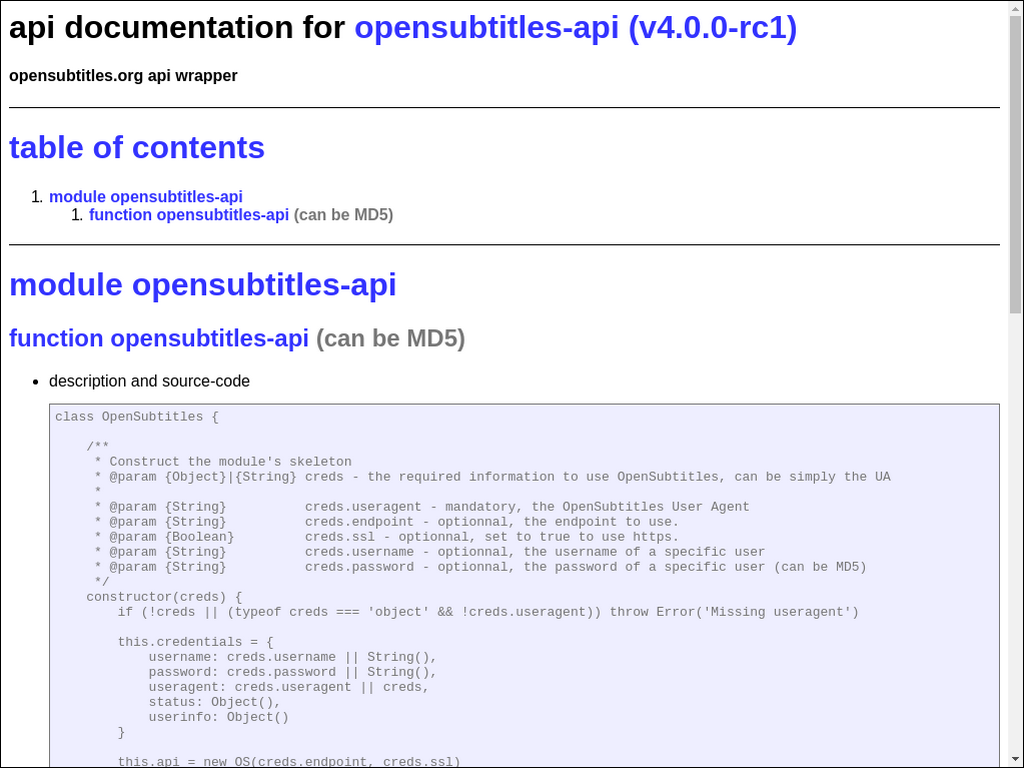 api documentation for opensubtitles-api (v4.0.0-rc1)
opensubtitles.org api wrapper
table of contents
1. module opensubtitles-api
1. function opensubtitles-api (can be MD5)
module opensubtitles-api
function opensubtitles-api (can be MD5)
• description and source-code
class OpenSubtitles {
/**
* Construct the module's skeleton
* @param {Object}|{String} creds - the required information to use OpenSubtitles, can be simply the UA
*
* @param {String} creds.useragent - mandatory, the OpenSubtitles User Agent
* @param {String} creds.endpoint - optionnal, the endpoint to use.
* @param {Boolean} creds.ssl - optionnal, set to true to use https.
* @param {String} creds.username - optionnal, the username of a specific user
* @param {String} creds.password - optionnal, the password of a specific user (can be MD5)
*/
constructor(creds) {
if (!creds || (typeof creds === 'object' && !creds.useragent)) throw Error('Missing useragent')
this.credentials = {
username: creds.username || String(),
password: creds.password || String(),
useragent: creds.useragent || creds,
status: Object(),
userinfo: Object()
}
this.api = new OS(creds.endpoint, creds.ssl)